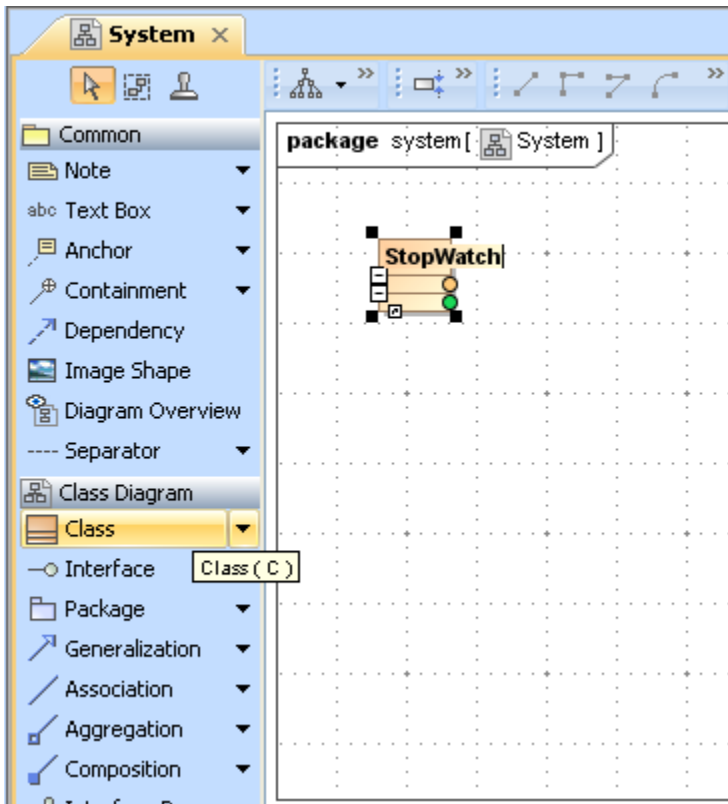 System ×
Common
Note
abc Text Box
Anchor
Containment
Dependency
Image Shape
Diagram Overview
---- Separator
Class Diagram
Class
Class ( C )
Interface
Package
Generalization
Association
Aggregation
Composition
package system[ System ]
StopWatch